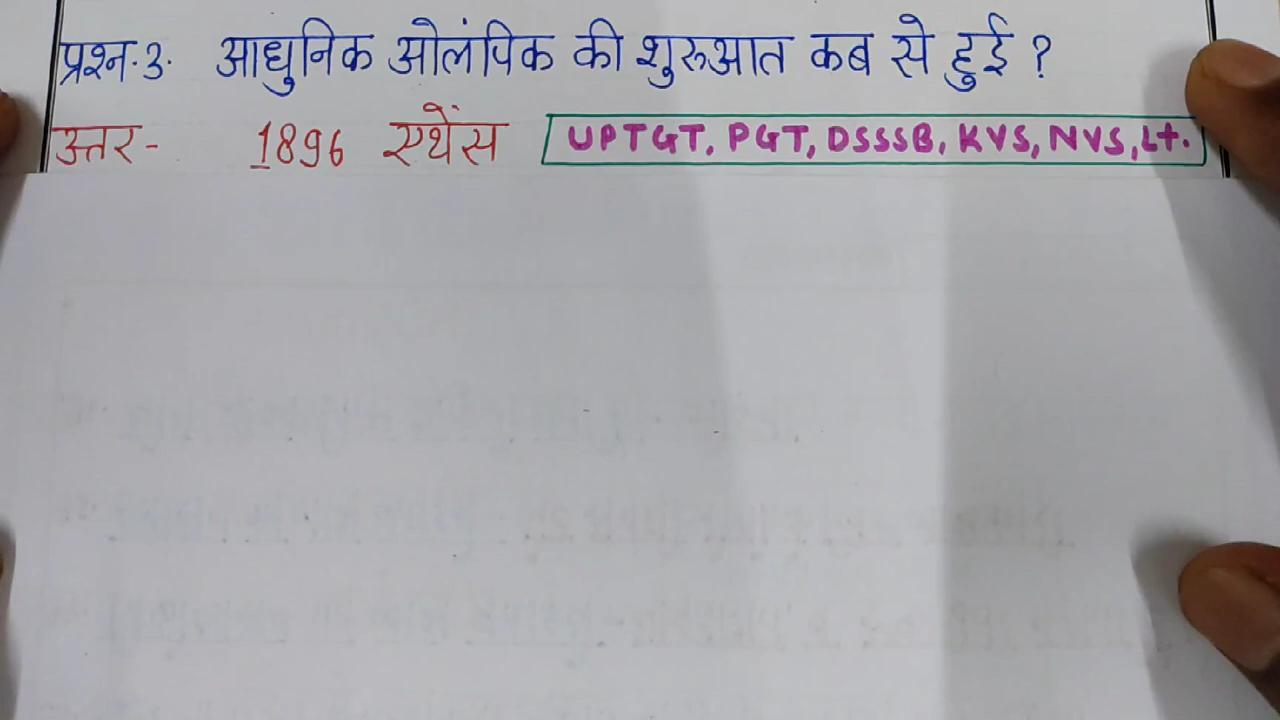 प्रश्न.3. आधुनिक ओलंपिक की शुरुआत कब से हुई ?
उत्तर- 1896 एथेंस UPTGT, PGT, DSSSB, KVS, NVS, Lt.